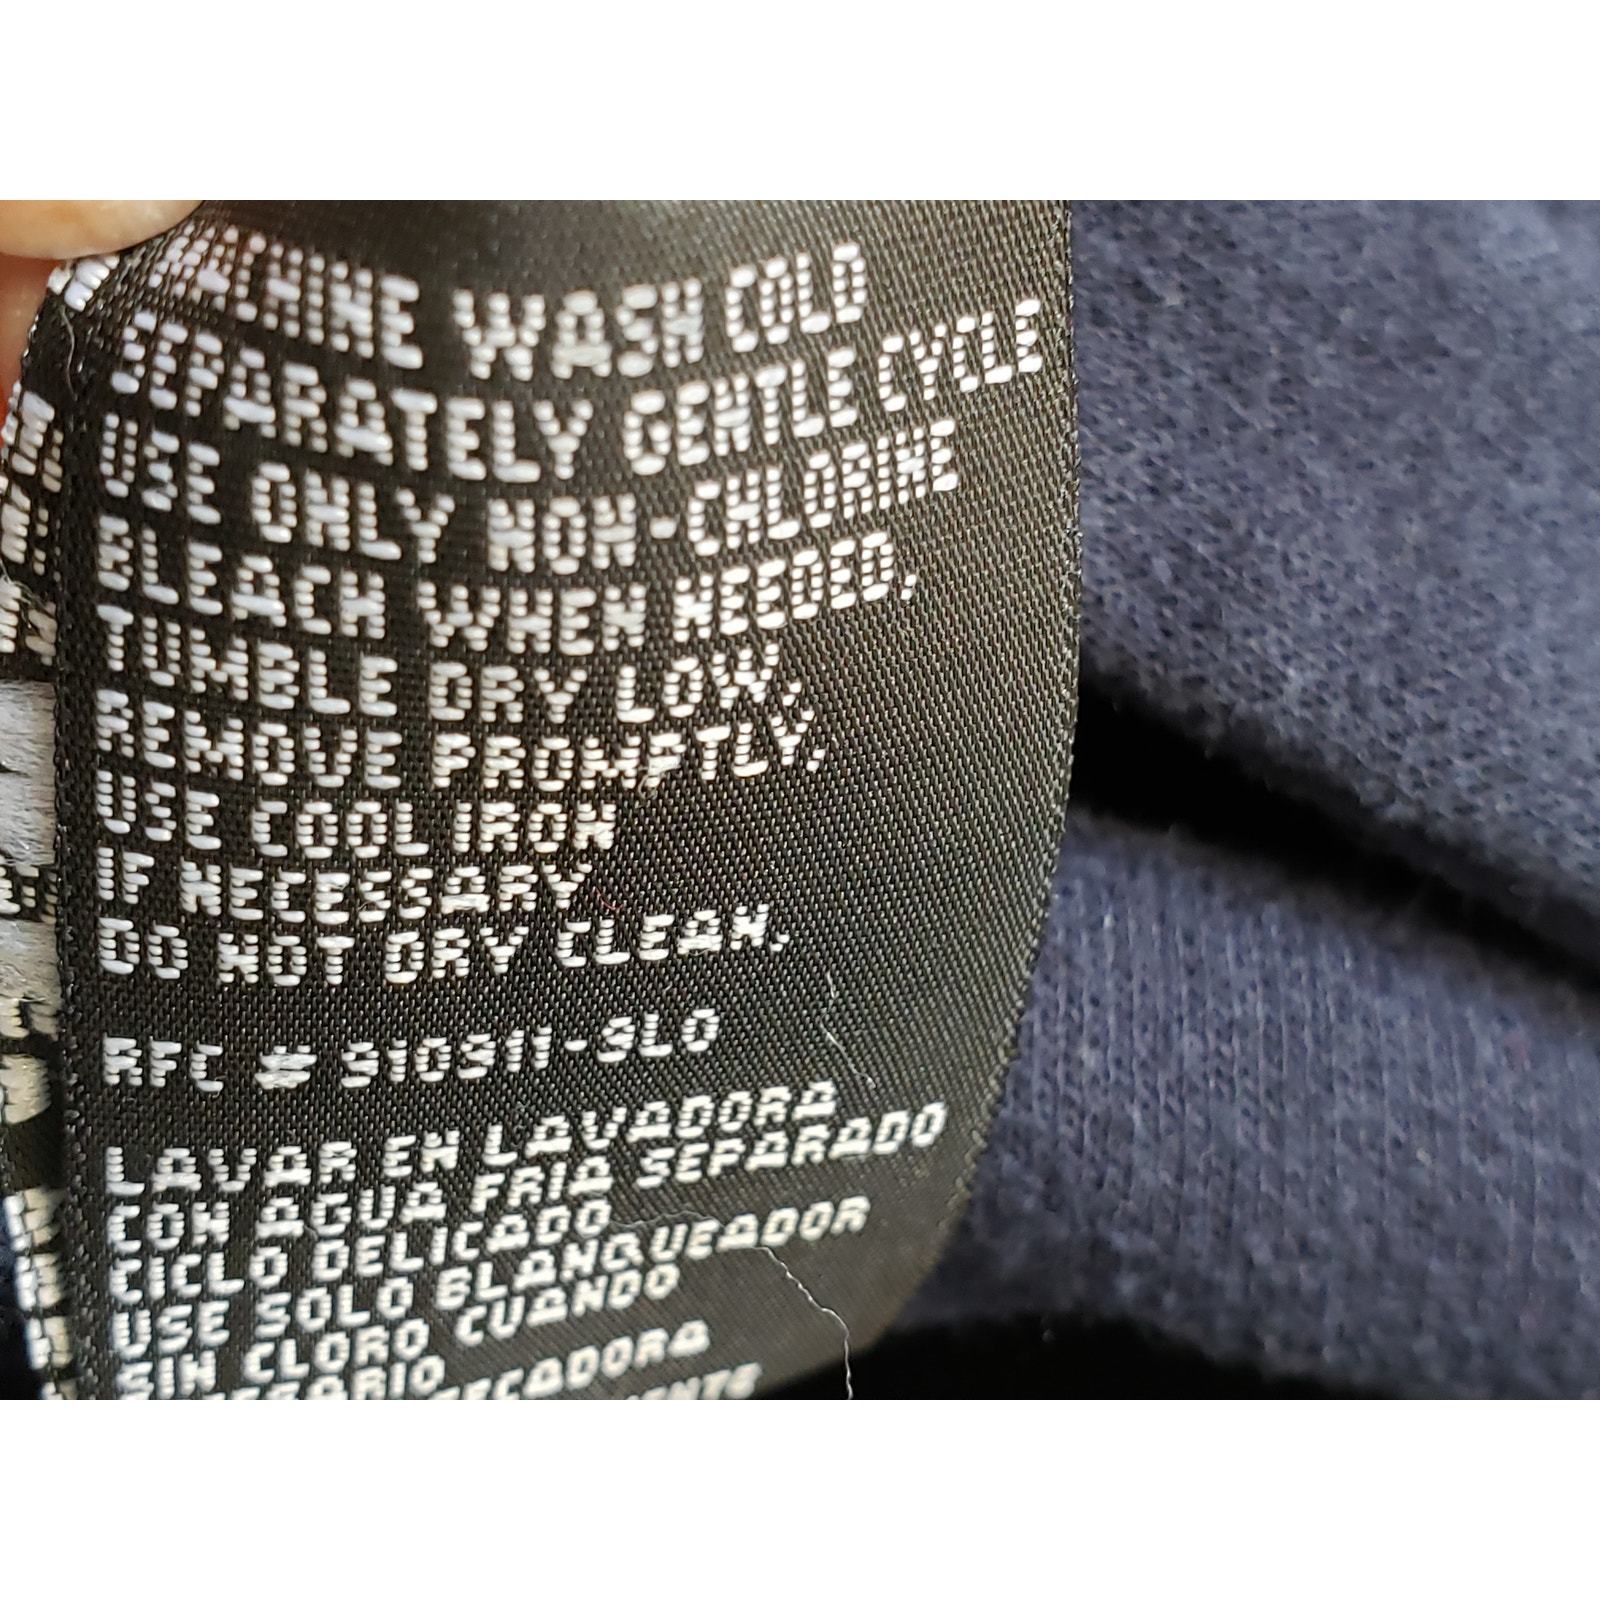 MACHINE WASH COLD
SEPARATELY GENTLE CYCLE
USE ONLY NON-CHLORINE
BLEACH WHEN NEEDED.
TUMBLE DRY LOW.
REMOVE PROMPTLY.
USE COOL IRON
IF NECESSARY
DO NOT DRY CLEAN.
RFC # 910911-GLO
LAVAR EN LAVADORA
CON AGUA FRIA SEPARADO
CICLO DELICADO
USE SOLO BLANQUEADOR
SIN CLORO CUANDO